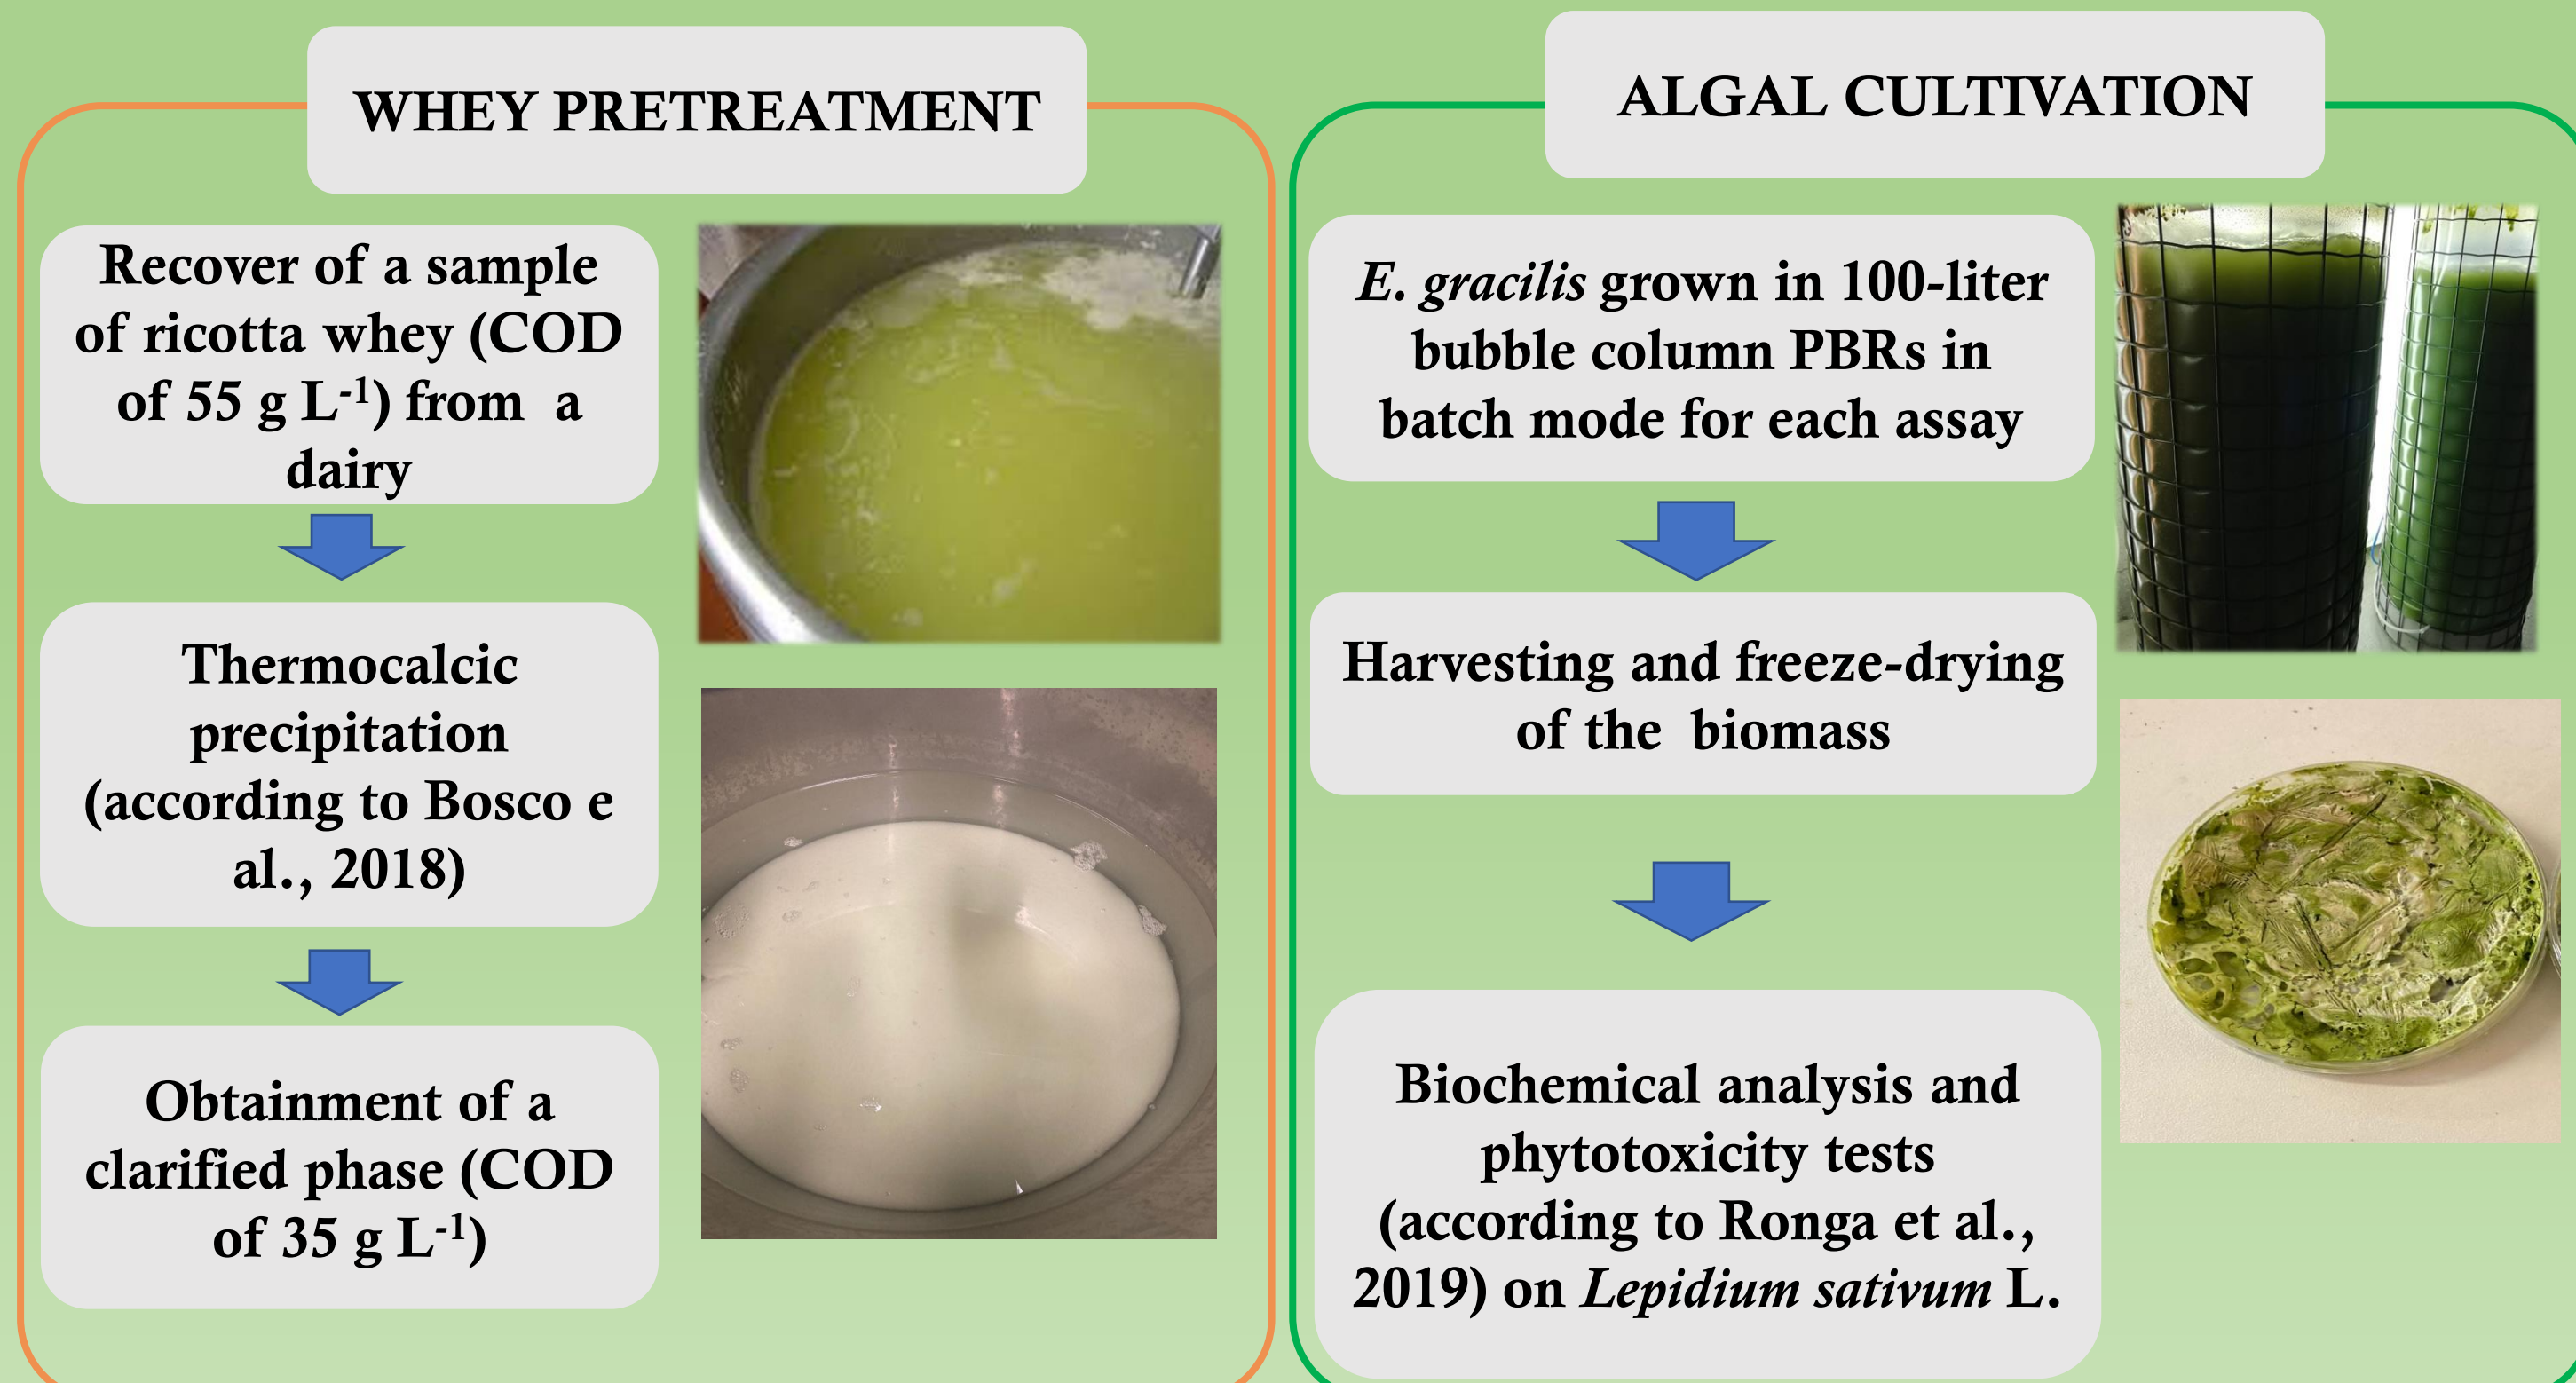 WHEY PRETREATMENT
Recover of a sample
of ricotta whey (COD
of 55 g L⁻¹) from  a
dairy
Thermocalcic
precipitation
(according to Bosco e
al., 2018)
Obtainment of a
clarified phase (COD
of 35 g L⁻¹)
ALGAL CULTIVATION
E. gracilis grown in 100-liter
bubble column PBRs in
batch mode for each assay
Harvesting and freeze-drying
of the  biomass
Biochemical analysis and
phytotoxicity tests
(according to Ronga et al.,
2019) on Lepidium sativum L.